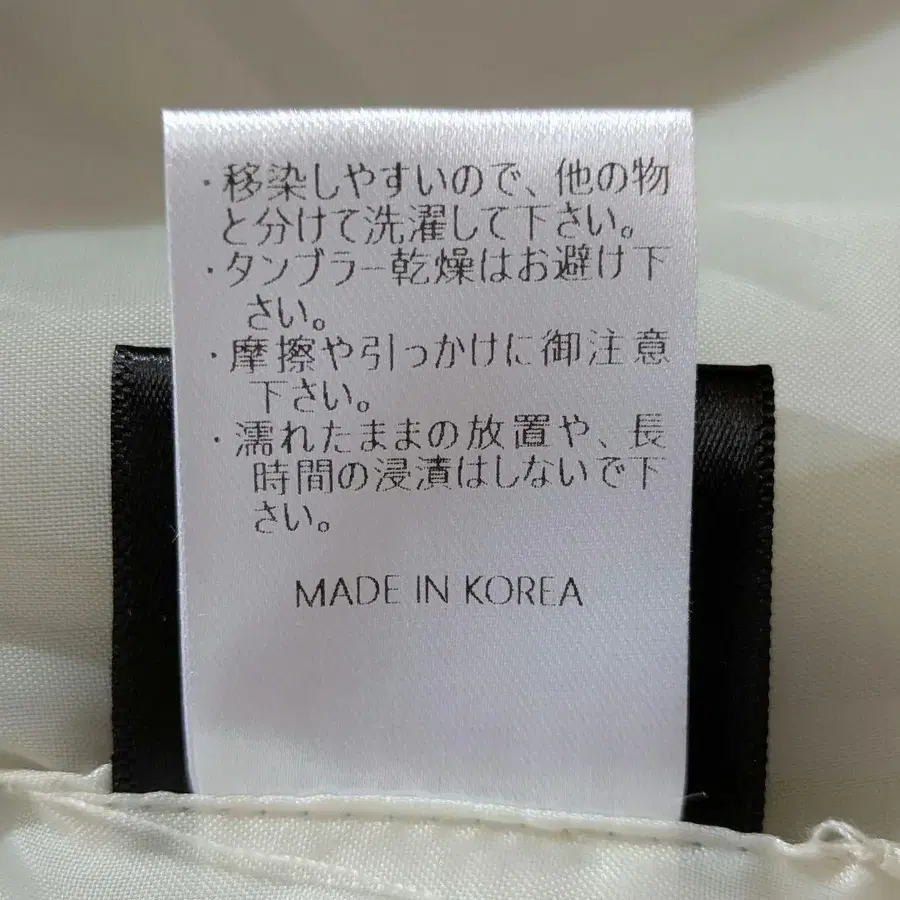 ・移染しやすいので、他の物
と分けて洗濯して下さい。
・タンブラー乾燥はお避け下
さい。
・摩擦や引っかけに御注意
下さい。
・濡れたままの放置や、長
時間の浸漬はしないで下
さい。
MADE IN KOREA